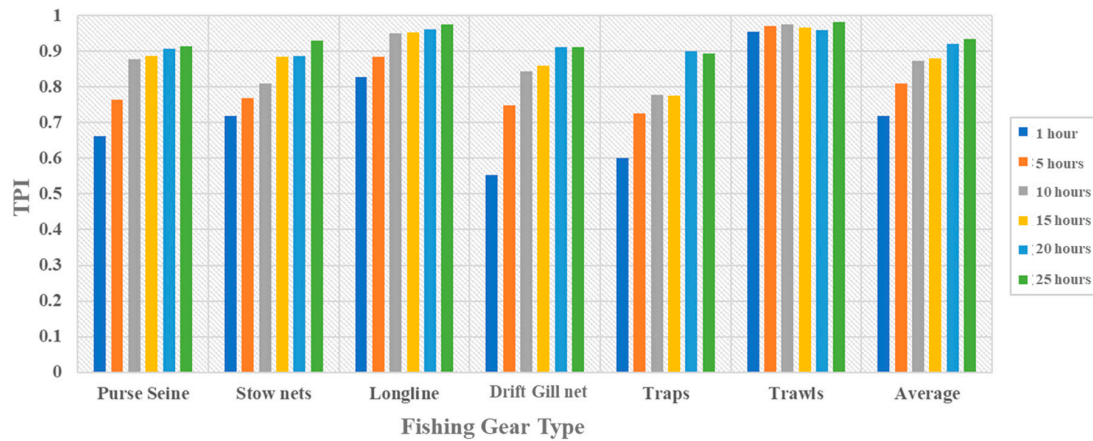 TPI
1
0.9
0.8
0.7
0.6
0.5
0.4
0.3
0.2
0.1
0
Purse Seine Stow nets Longline Drift Gill net Traps Trawls Average
Fishing Gear Type
1 hour
5 hours
10 hours
15 hours
20 hours
25 hours